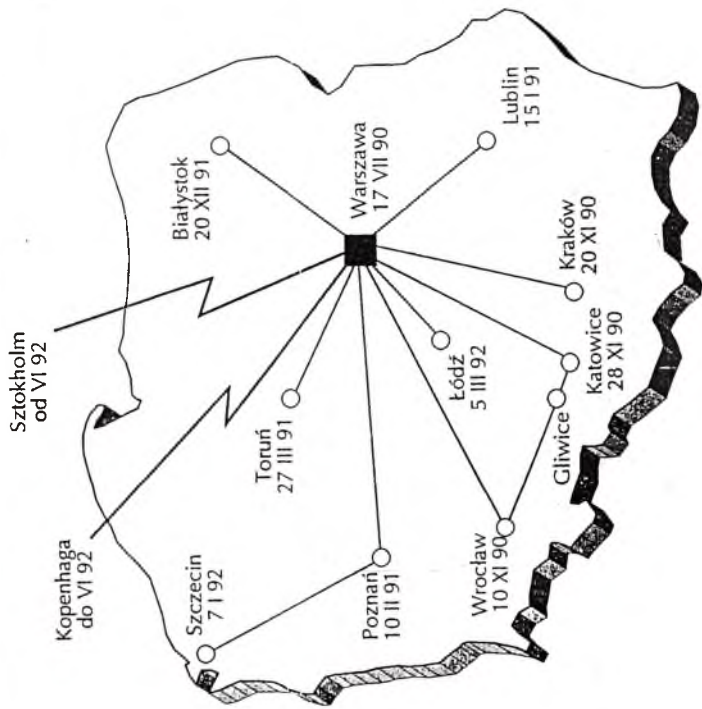 Sztokholm
od VI 92
Kopenhaga
do VI 92
Białystok
20 XII 91
Szczecin
7 I 92
Toruń
27 III 91
Warszawa
17 VII 90
Poznań
10 II 91
Łódź
5 III 92
Lublin
15 I 91
Wrocław
10 XI 90
Gliwice
Katowice
28 XI 90
Kraków
20 XI 90